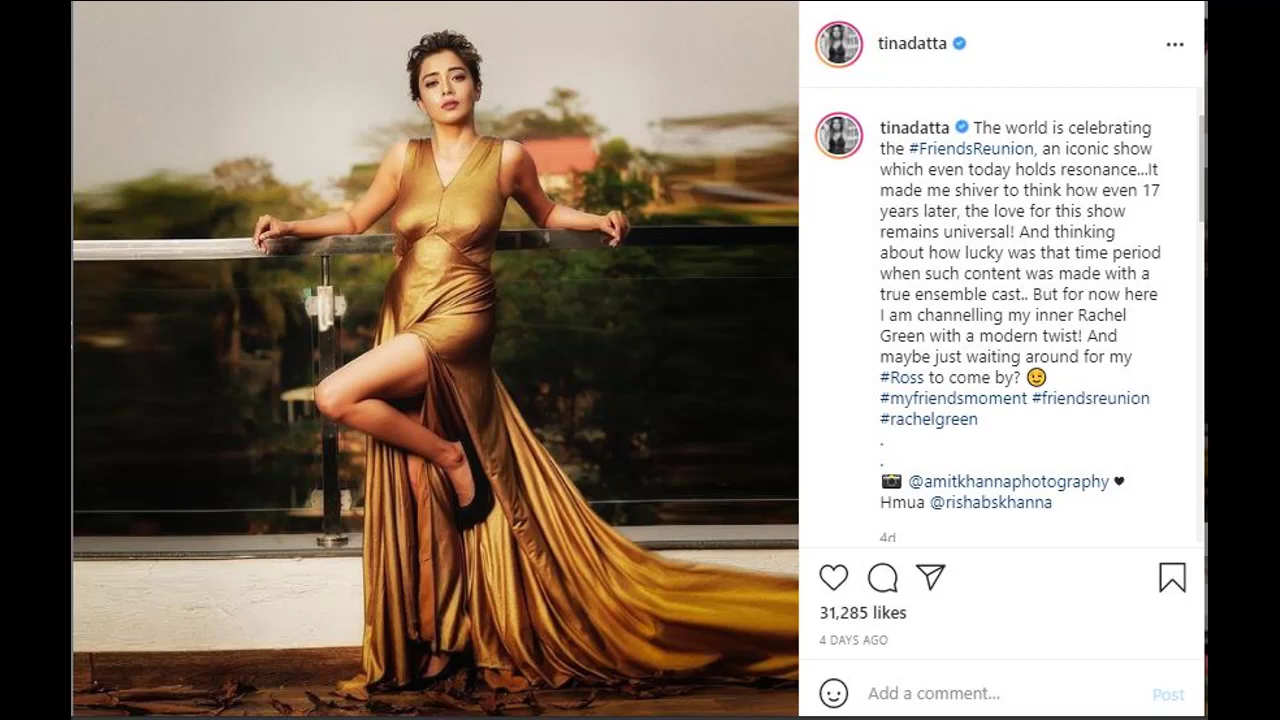 tinadatta
tinadatta The world is celebrating
the #FriendsReunion, an iconic show
which even today holds resonance...It
made me shiver to think how even 17
years later, the love for this show
remains universal! And thinking
about how lucky was that time period
when such content was made with a
true ensemble cast.. But for now here
I am channelling my inner Rachel
Green with a modern twist! And
maybe just waiting around for my
#Ross to come by? 😉
#myfriendsmoment #friendsreunion
#rachelgreen
.
.
📸 @amitkhannaphotography ♥
Hmua @rishabskhanna
4d
31,285 likes
4 DAYS AGO
Add a comment...
Post